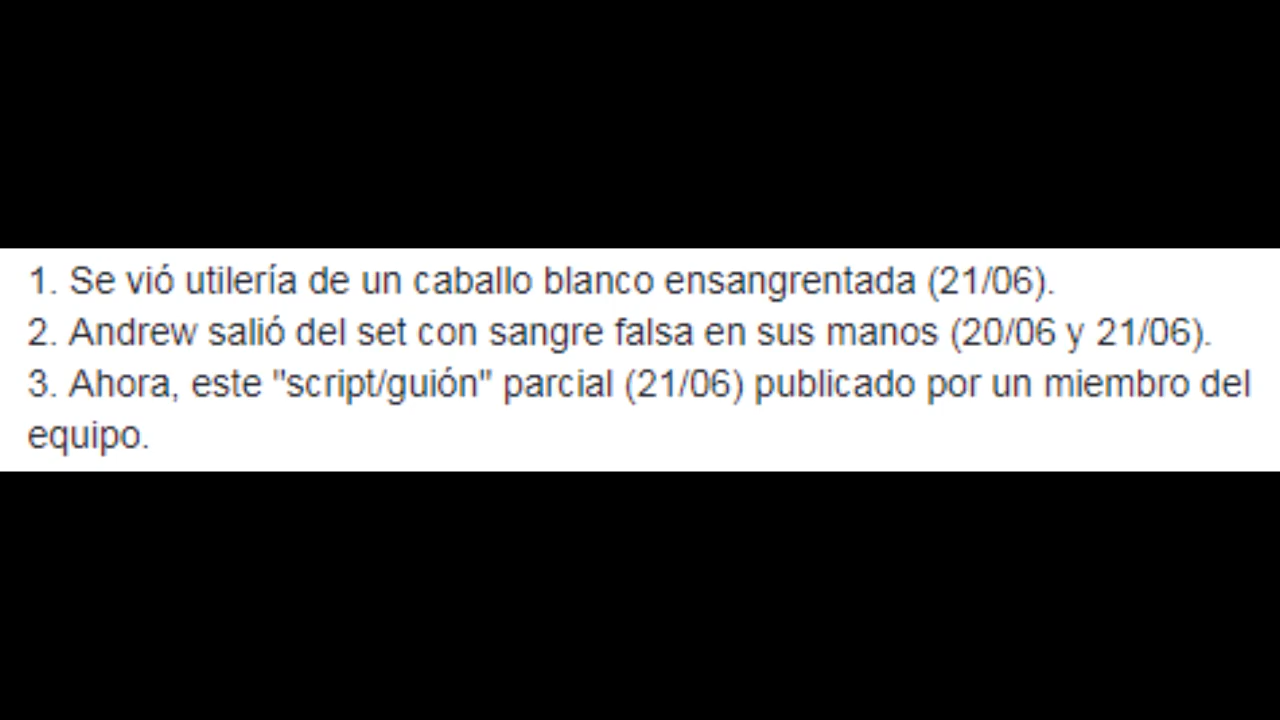 1. Se vió utilería de un caballo blanco ensangrentada (21/06).
2. Andrew salió del set con sangre falsa en sus manos (20/06 y 21/06).
3. Ahora, este "script/guión" parcial (21/06) publicado por un miembro del
equipo.